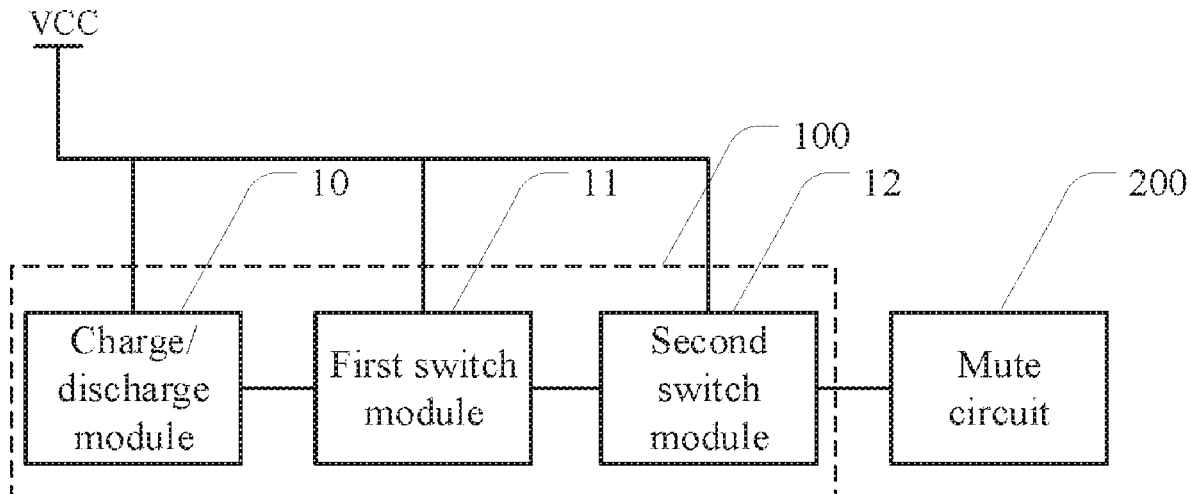 VCC
100
10
11
12
200
Charge/
discharge
module
First switch
module
Second
switch
module
Mute
circuit